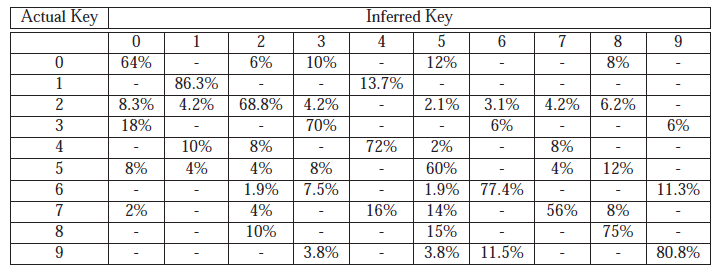 Actual Key Inferred Key
0 1 2 3 4 5 6 7 8 9
0 64% - 6% 10% - 12% - - 8% -
1 - 86.3% - - 13.7% - - - - -
2 8.3% 4.2% 68.8% 4.2% - 2.1% 3.1% 4.2% 6.2% -
3 18% - - 70% - - 6% - - 6%
4 - 10% 8% - 72% 2% - 8% - -
5 8% 4% 4% 8% - 60% - 4% 12% -
6 - - 1.9% 7.5% - 1.9% 77.4% - - 11.3%
7 2% - 4% - 16% 14% - 56% 8% -
8 - - 10% - - 15% - - 75% -
9 - - - 3.8% - 3.8% 11.5% - - 80.8%